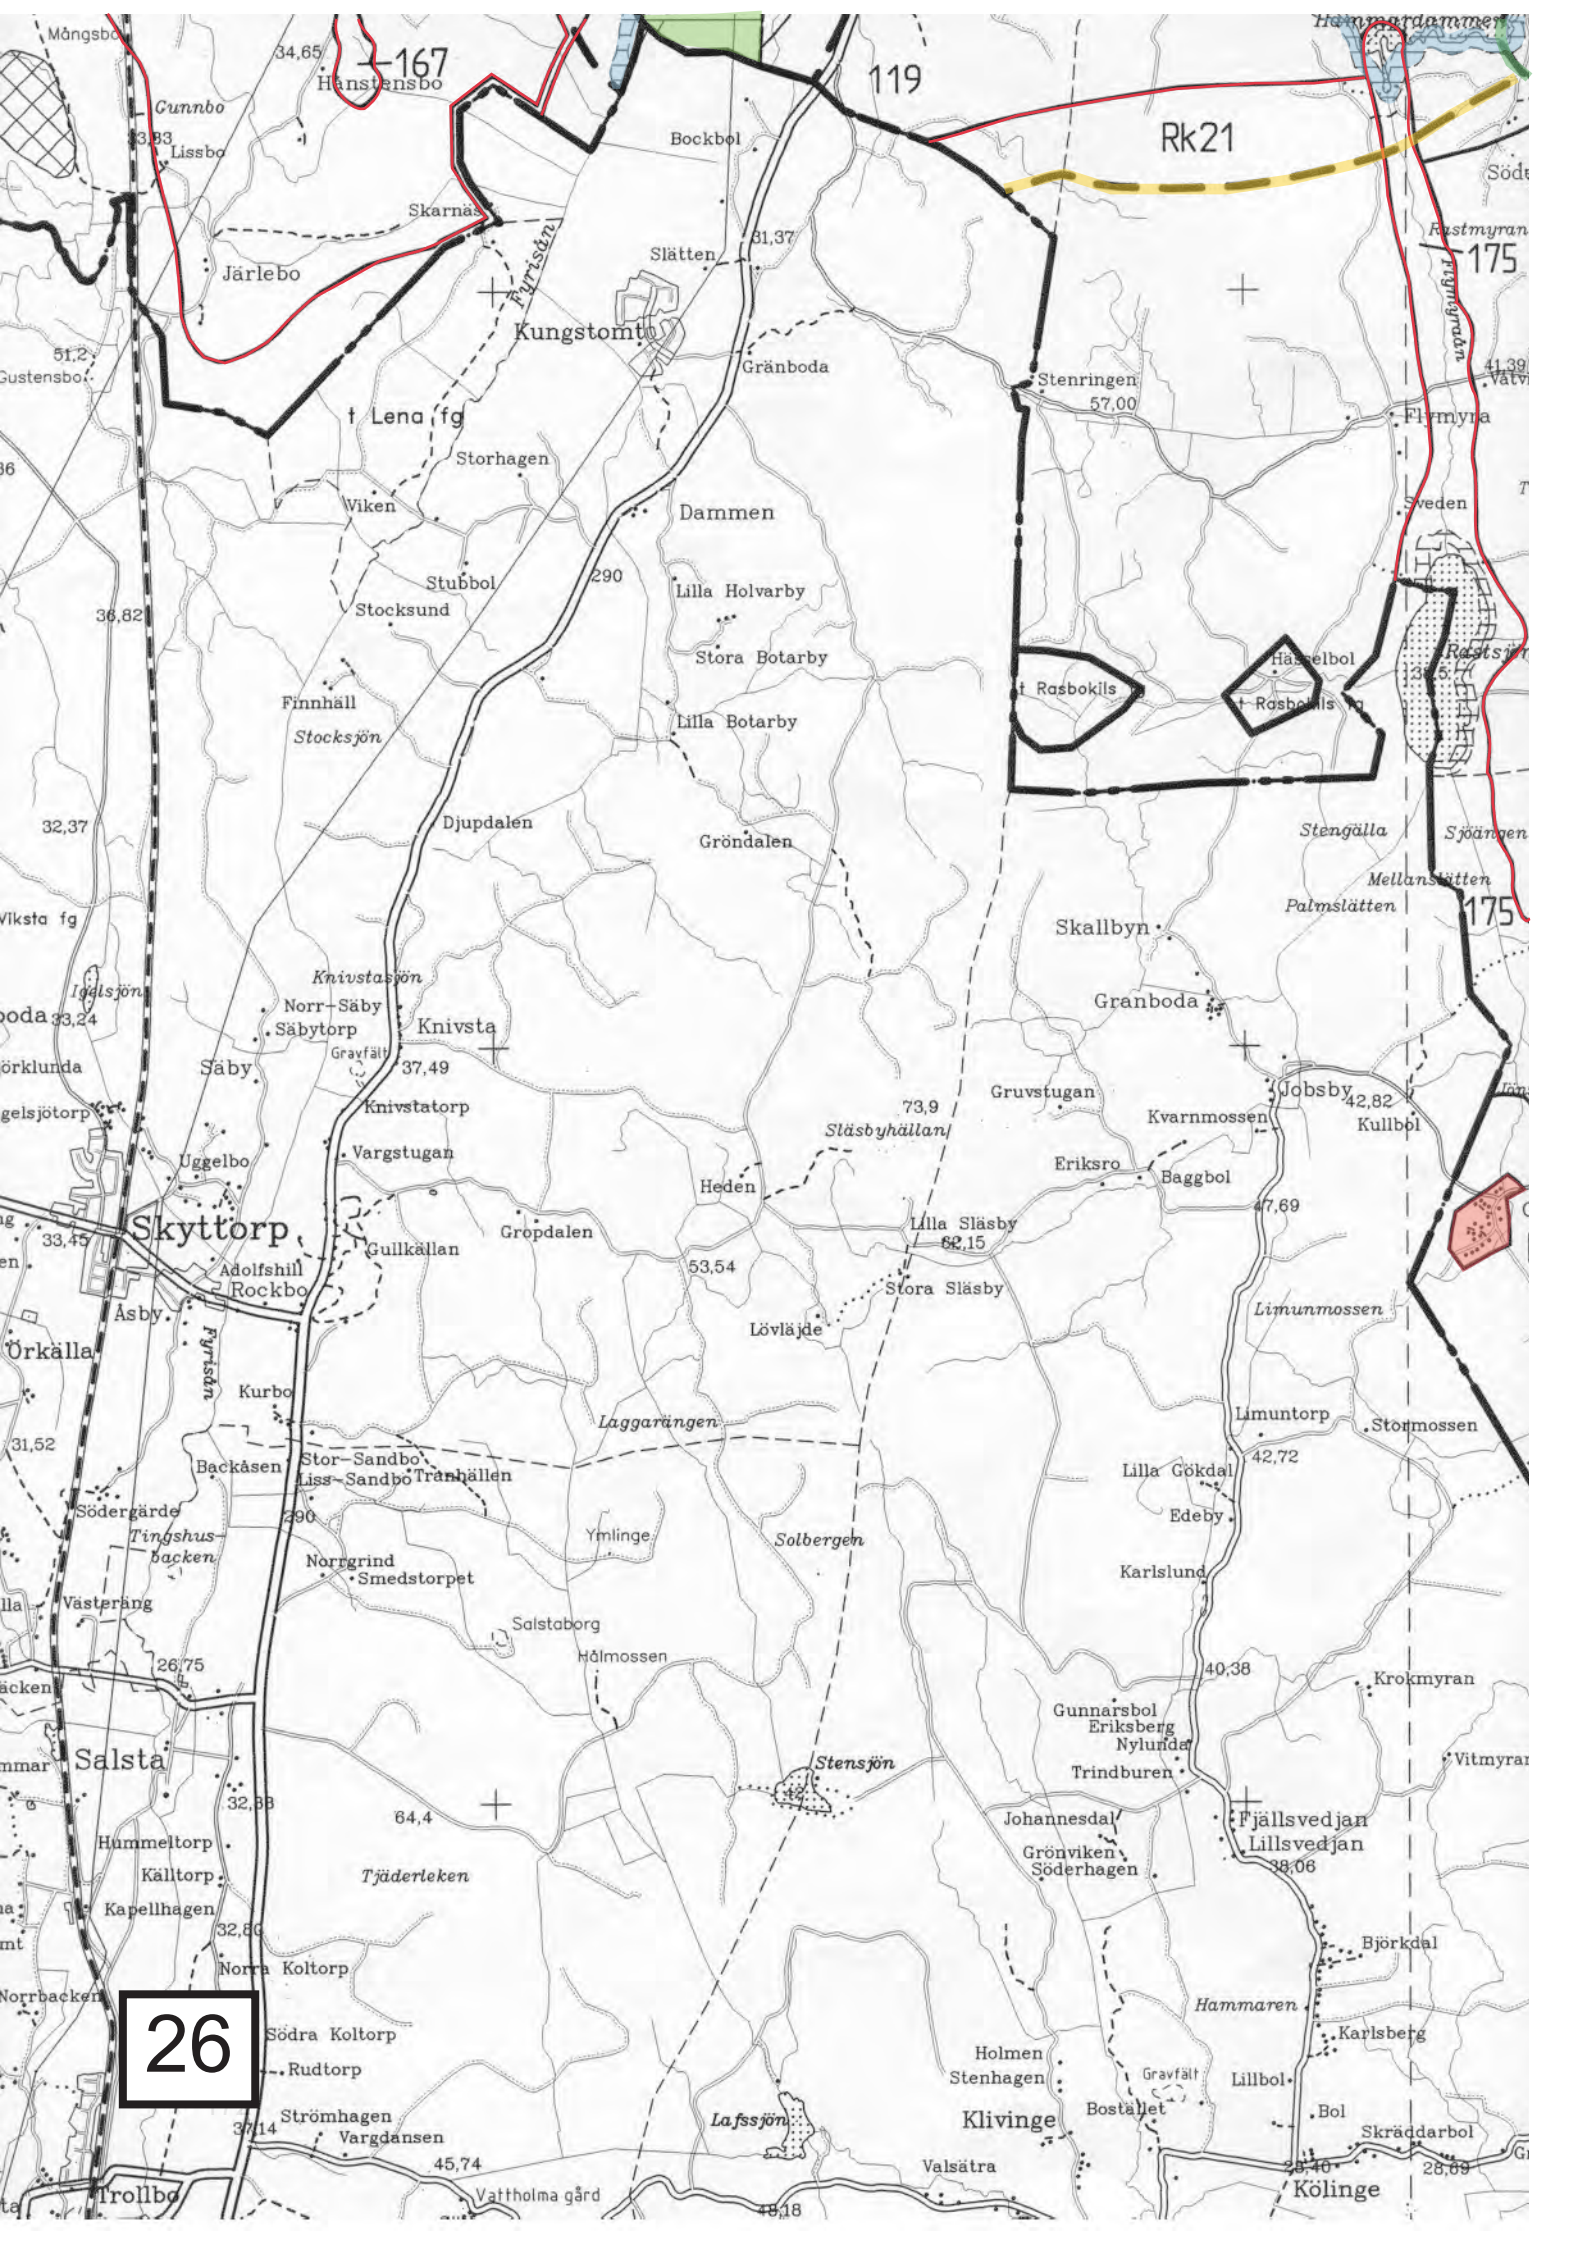 Hammardammen
Mångsbo
34,65
167
Hånstensbo
119
Gunnbo
33,83
Lissbo
Bockbol
Rk21
Skarnäs
Fyrisån
31,37
Slätten
Rastmyran
175
Flymyraån
Järlebo
Kungstomt
51,2
Gustensbo
Gränboda
Stenringen
57,00
41,39
Flymyra
t Lena fg
Storhagen
Viken
Dammen
Sveden
Stubbol
290
Stocksund
Lilla Holvarby
36,82
Stora Botarby
Hässelbol
Finnhäll
t Rasbokils
t Rasbokils fg
Lilla Botarby
Stocksjön
32,37
Djupdalen
Gröndalen
Stengälla
Sjöängen
Mellanslätten
Palmslätten
175
Viksta fg
Skallbyn
Igelsjön
Knivstasjön
Norr-Säby
Säbytorp
Knivsta
Granboda
33,24
Gravfält
37,49
Säby
Gruvstugan
Jobsby
42,82
Knivstatorp
73,9
Släsbyhällan
Kvarnmossen
Kullbol
Vargstugan
Uggelbo
Eriksro
Baggbol
Heden
47,69
Skyttorp
33,45
Gropdalen
Lilla Släsby
62,15
Gullkällan
53,54
Adolfshill
Rockbo
Stora Släsby
Åsby
Lövläjde
Limunmossen
Örkälla
Fyrisån
Kurbo
Laggarängen
Limuntorp
Stormossen
31,52
Backåsen
Stor-Sandbo
Liss-Sandbo
Tranhällen
42,72
Lilla Gökdal
Södergärde
290
Edeby
Tingshus-
backen
Ymlinge
Solbergen
Norrgrind
Smedstorpet
Karlslund
Västeräng
Salstaborg
Hålmossen
26,75
40,38
Krokmyran
Gunnarsbol
Eriksberg
Nylunda
Salsta
Stensjön
Trindburen
32,33
64,4
Johannesdal
Fjällsvedjan
Lillsvedjan
Hummeltorp
Grönviken
Söderhagen
38,06
Källtorp
Tjäderleken
Kapellhagen
32,80
Björkdal
Norra Koltorp
Norrbacken
26
Hammaren
Södra Koltorp
Karlsberg
Rudtorp
Holmen
Stenhagen
Gravfält
Lillbol
Strömhagen
37,14
Vargdansen
Lafssjön
Klivinge
Bostället
Bol
Skräddarbol
45,74
Valsätra
28,69
Trollbo
Vattholma gård
Kölinge
48,18